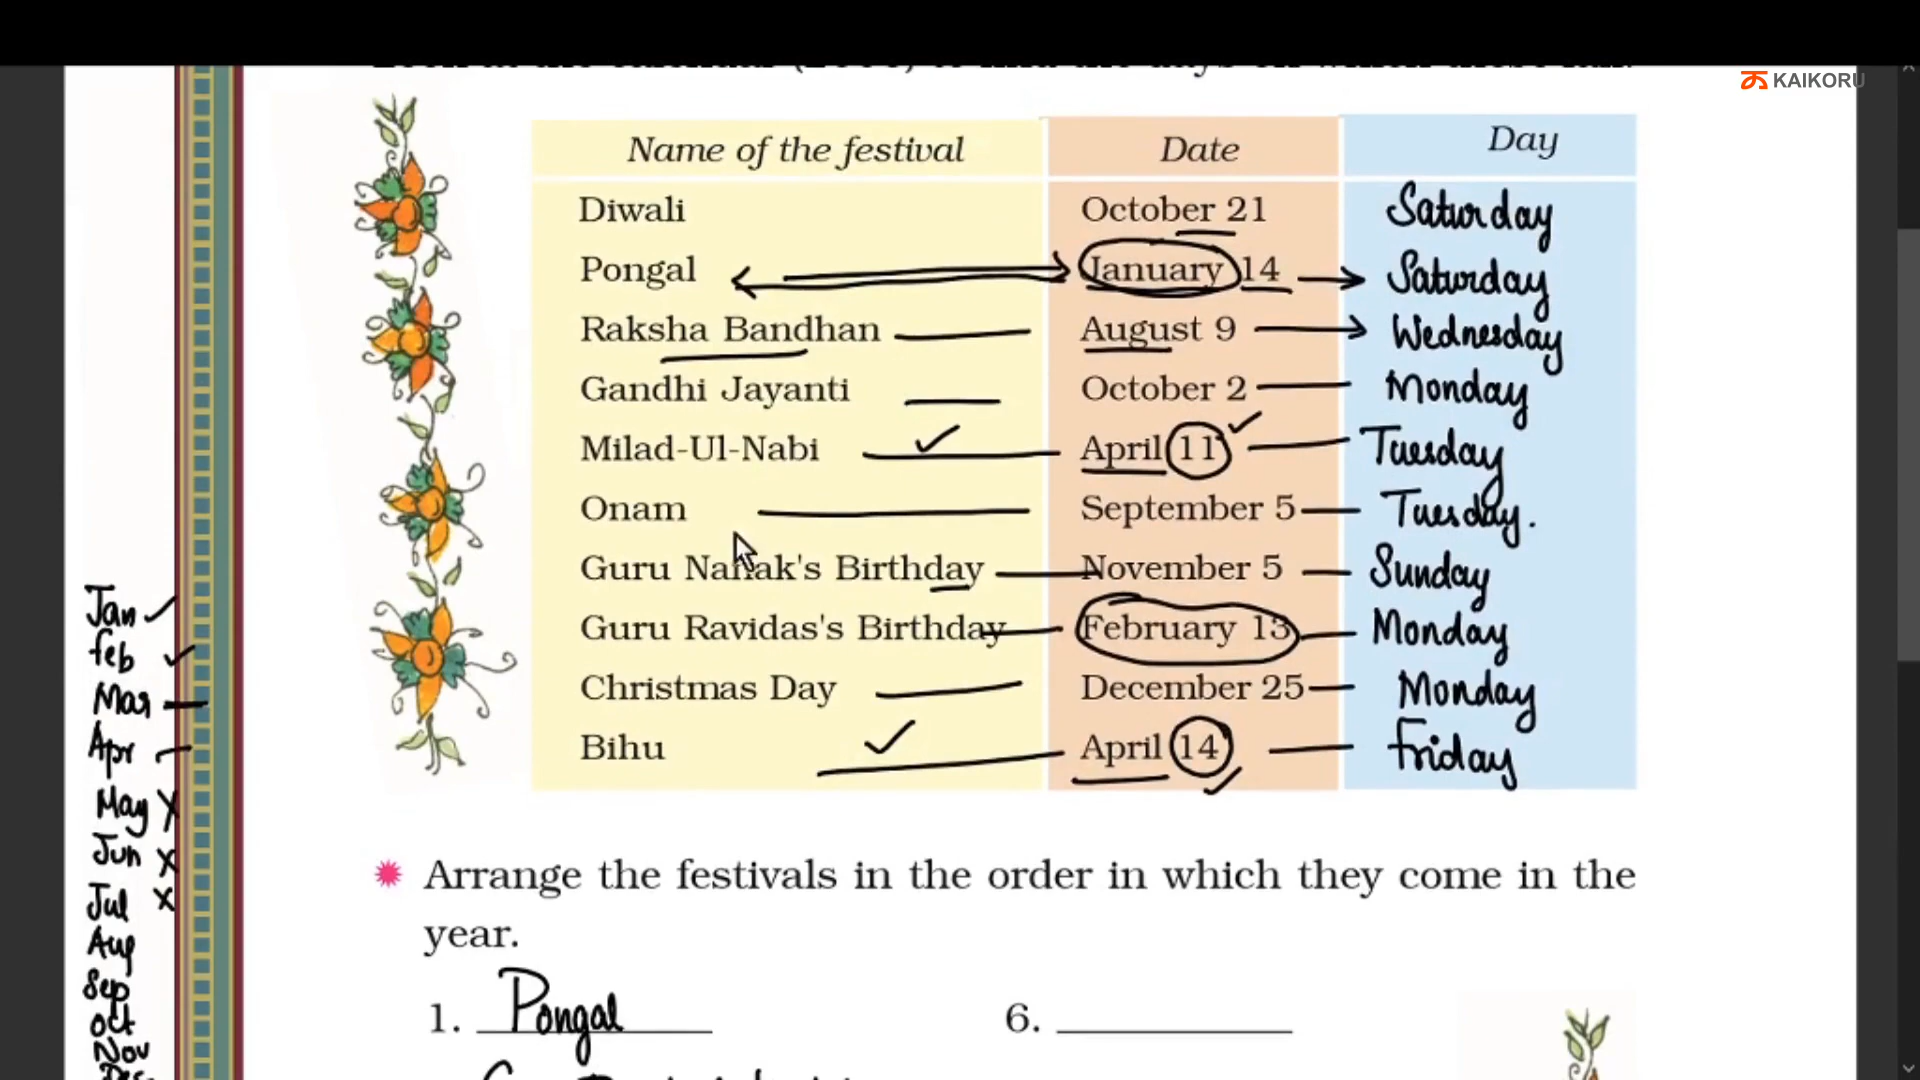 KAIKORU
Name of the festival Date Day
Diwali October 21 Saturday
Pongal January 14 Saturday
Raksha Bandhan August 9 Wednesday
Gandhi Jayanti October 2 Monday
Milad-Ul-Nabi April 11 Tuesday
Onam September 5 Tuesday.
Guru Nanak's Birthday November 5 Sunday
Guru Ravidas's Birthday February 13 Monday
Christmas Day December 25 Monday
Bihu April 14 Friday
Jan
feb
Mar
Apr
May
Jun
Jul
Aug
Sep
Oct
Nov
Arrange the festivals in the order in which they come in the
year.
1. Pongal 6.